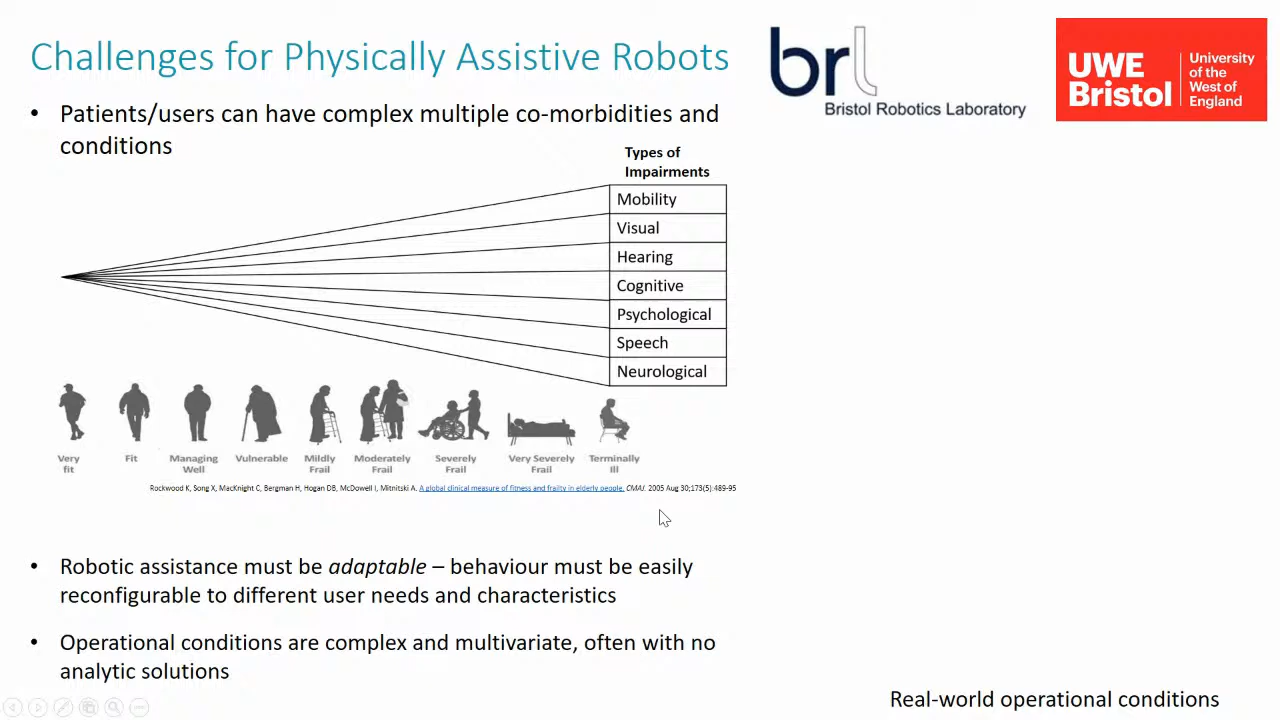 Challenges for Physically Assistive Robots
brl
Bristol Robotics Laboratory
UWE
Bristol
University
of the
West of
England
• Patients/users can have complex multiple co-morbidities and
conditions
Types of
Impairments
Mobility
Visual
Hearing
Cognitive
Psychological
Speech
Neurological
Very
fit
Fit
Managing
Well
Vulnerable
Mildly
Frail
Moderately
Frail
Severely
Frail
Very Severely
Frail
Terminally
Ill
Rockwood K, Song X, MacKnight C, Bergman H, Hogan DB, McDowell I, Mitnitski A. A global clinical measure of fitness and frailty in elderly people. CMAJ. 2005 Aug 30;173(5):489-95
• Robotic assistance must be adaptable – behaviour must be easily
reconfigurable to different user needs and characteristics
• Operational conditions are complex and multivariate, often with no
analytic solutions
Real-world operational conditions